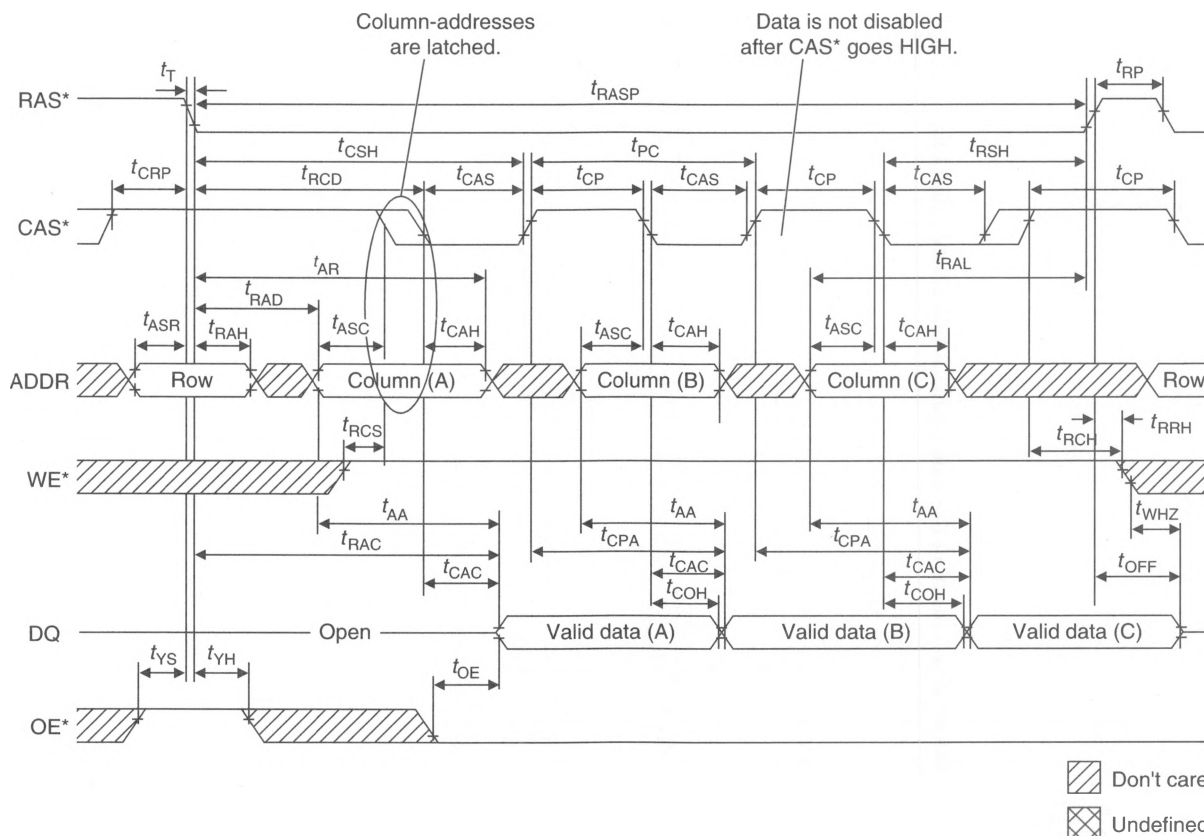 Column-addresses
are latched.
Data is not disabled
after CAS* goes HIGH.
tT
tRP
RAS*
tRASP
tCSH
tPC
tRSH
tCRP
tRCD
tCAS
tCP
tCAS
tCP
tCAS
tCP
CAS*
tAR
tRAL
tRAD
tASR
tRAH
tASC
tCAH
tASC
tCAH
tASC
tCAH
ADDR
Row
Column (A)
Column (B)
Column (C)
Row
tRCS
tRCH
tRRH
WE*
tAA
tAA
tAA
tWHZ
tRAC
tCPA
tCPA
tCAC
tCAC
tCAC
tOFF
tCOH
tCOH
DQ
Open
Valid data (A)
Valid data (B)
Valid data (C)
tYS
tYH
tOE
OE*
Don't care
Undefined